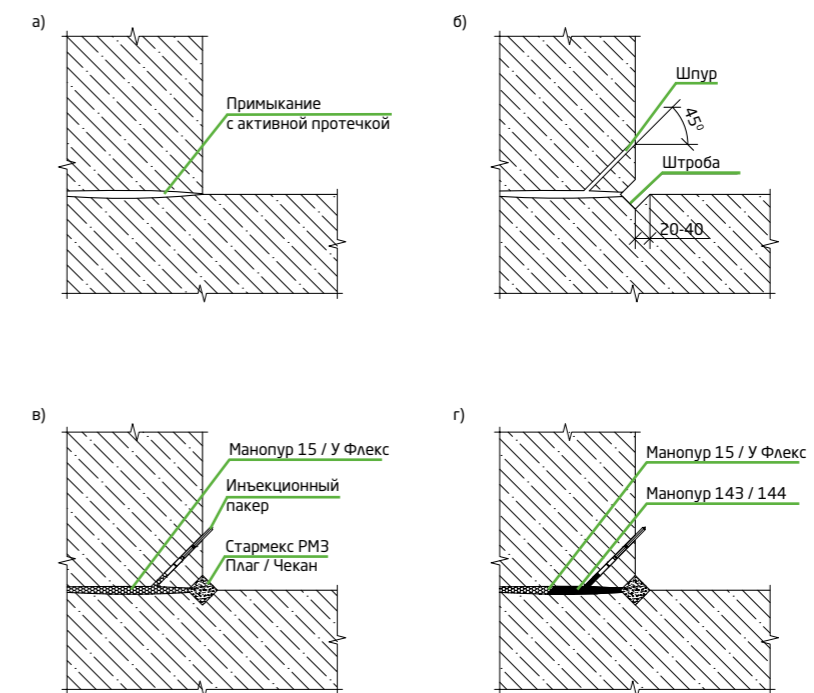 а)
Примыкание
с активной протечкой
б)
Шпур
45⁰
Штроба
20-40
в)
Манопур 15 / У Флекс
Инъекционный
пакер
Стармекс РМ3
Плаг / Чекан
г)
Манопур 15 / У Флекс
Манопур 143 / 144